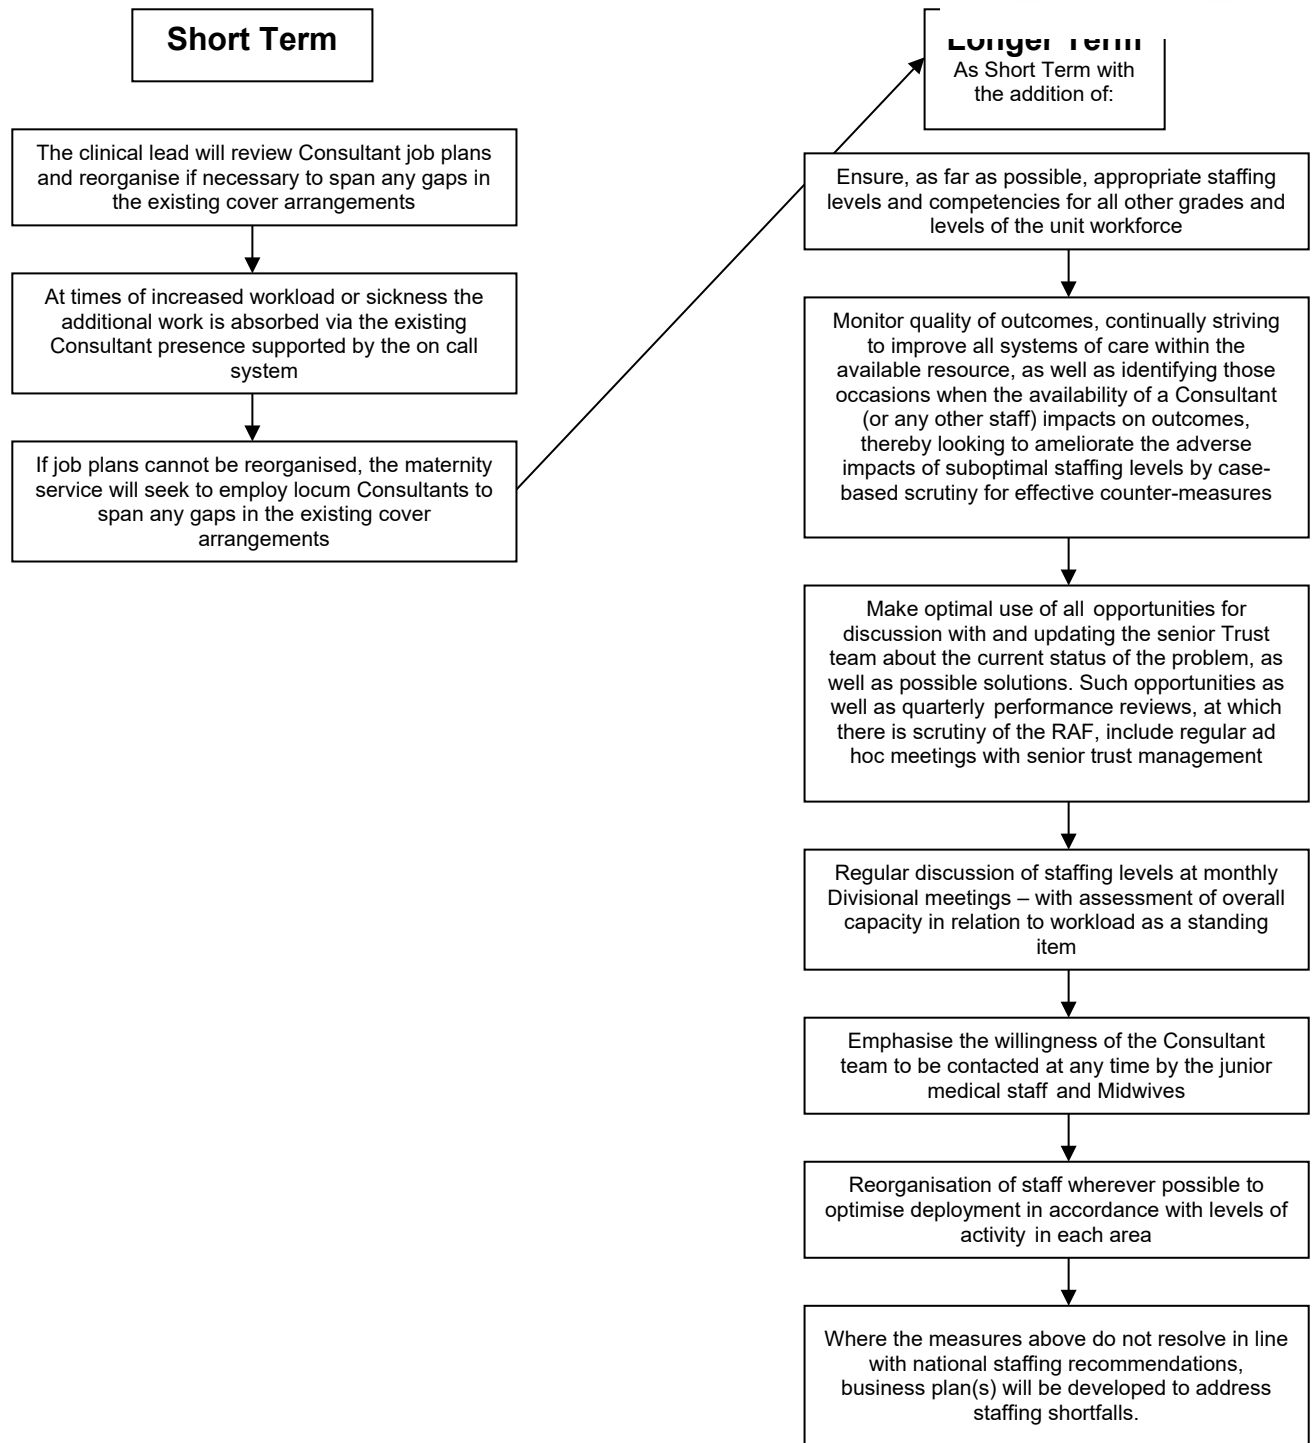 Short Term
The clinical lead will review Consultant job plans
and reorganise if necessary to span any gaps in
the existing cover arrangements
At times of increased workload or sickness the
additional work is absorbed via the existing
Consultant presence supported by the on call
system
If job plans cannot be reorganised, the maternity
service will seek to employ locum Consultants to
span any gaps in the existing cover
arrangements
Longer Term
As Short Term with
the addition of:
Ensure, as far as possible, appropriate staffing
levels and competencies for all other grades and
levels of the unit workforce
Monitor quality of outcomes, continually striving
to improve all systems of care within the
available resource, as well as identifying those
occasions when the availability of a Consultant
(or any other staff) impacts on outcomes,
thereby looking to ameliorate the adverse
impacts of suboptimal staffing levels by case-
based scrutiny for effective counter-measures
Make optimal use of all opportunities for
discussion with and updating the senior Trust
team about the current status of the problem, as
well as possible solutions. Such opportunities as
well as quarterly performance reviews, at which
there is scrutiny of the RAF, include regular ad
hoc meetings with senior trust management
Regular discussion of staffing levels at monthly
Divisional meetings – with assessment of overall
capacity in relation to workload as a standing
item
Emphasise the willingness of the Consultant
team to be contacted at any time by the junior
medical staff and Midwives
Reorganisation of staff wherever possible to
optimise deployment in accordance with levels of
activity in each area
Where the measures above do not resolve in line
with national staffing recommendations,
business plan(s) will be developed to address
staffing shortfalls.